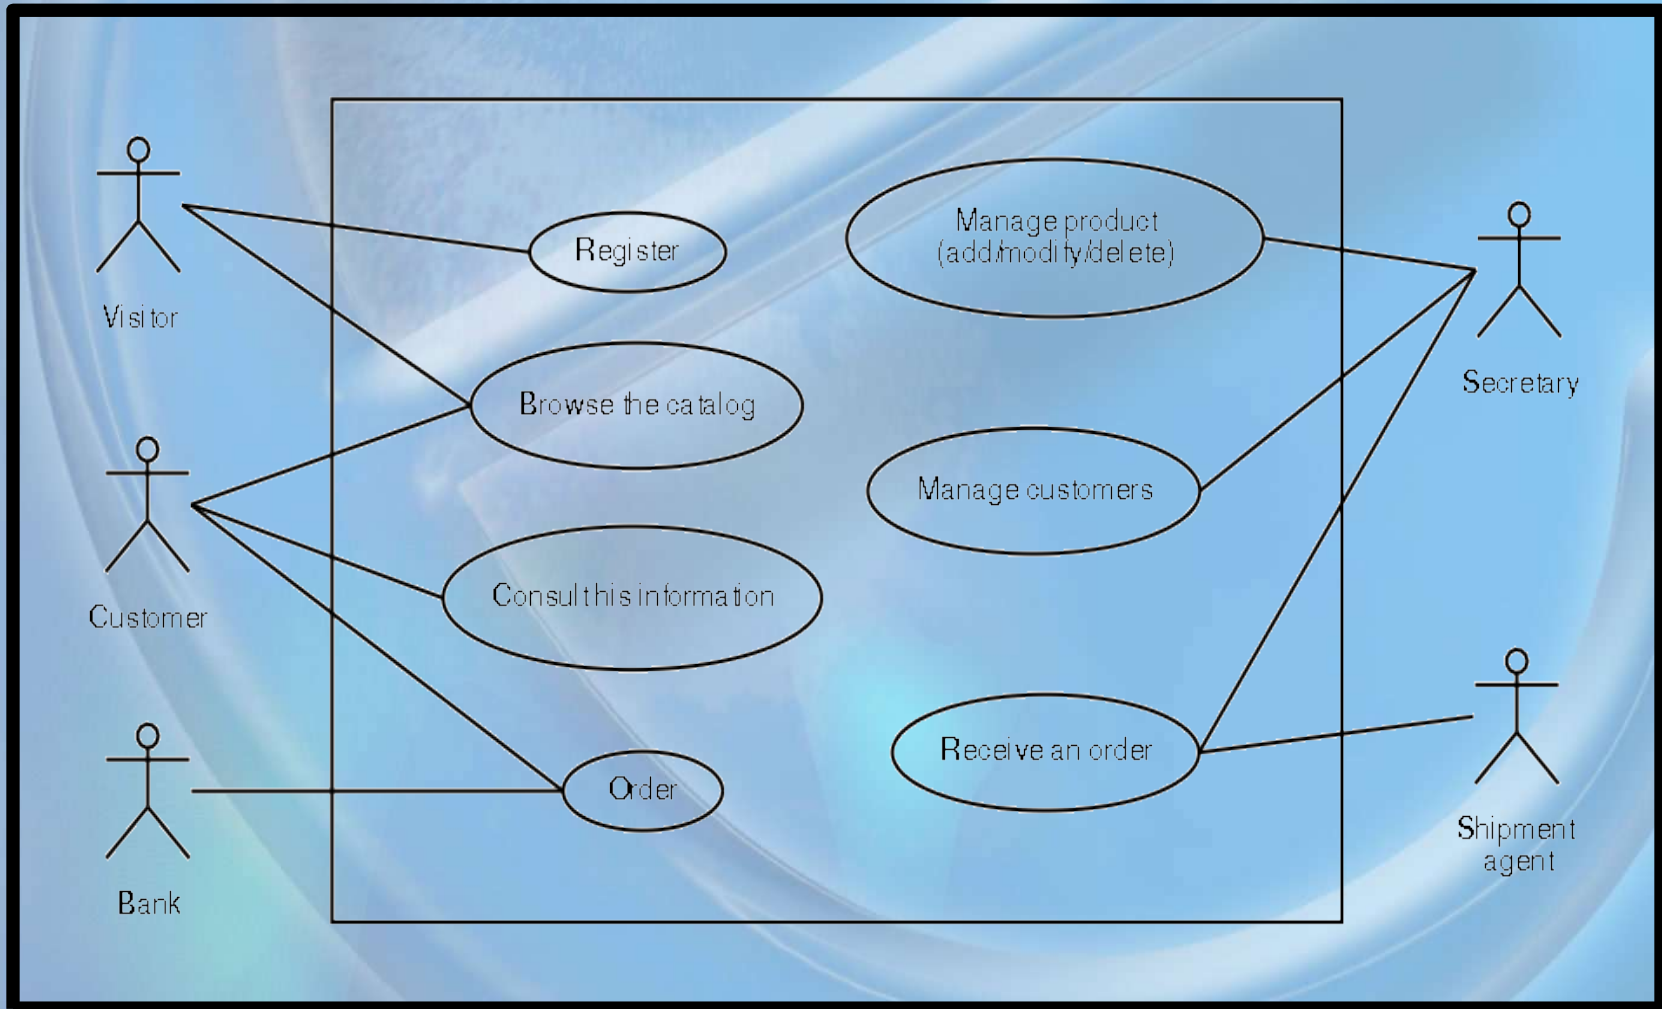 Visitor
Register
Manage product
(add/modify/delete)
Secretary
Browse the catalog
Customer
Manage customers
Consult his information
Bank
Order
Receive an order
Shipment
agent